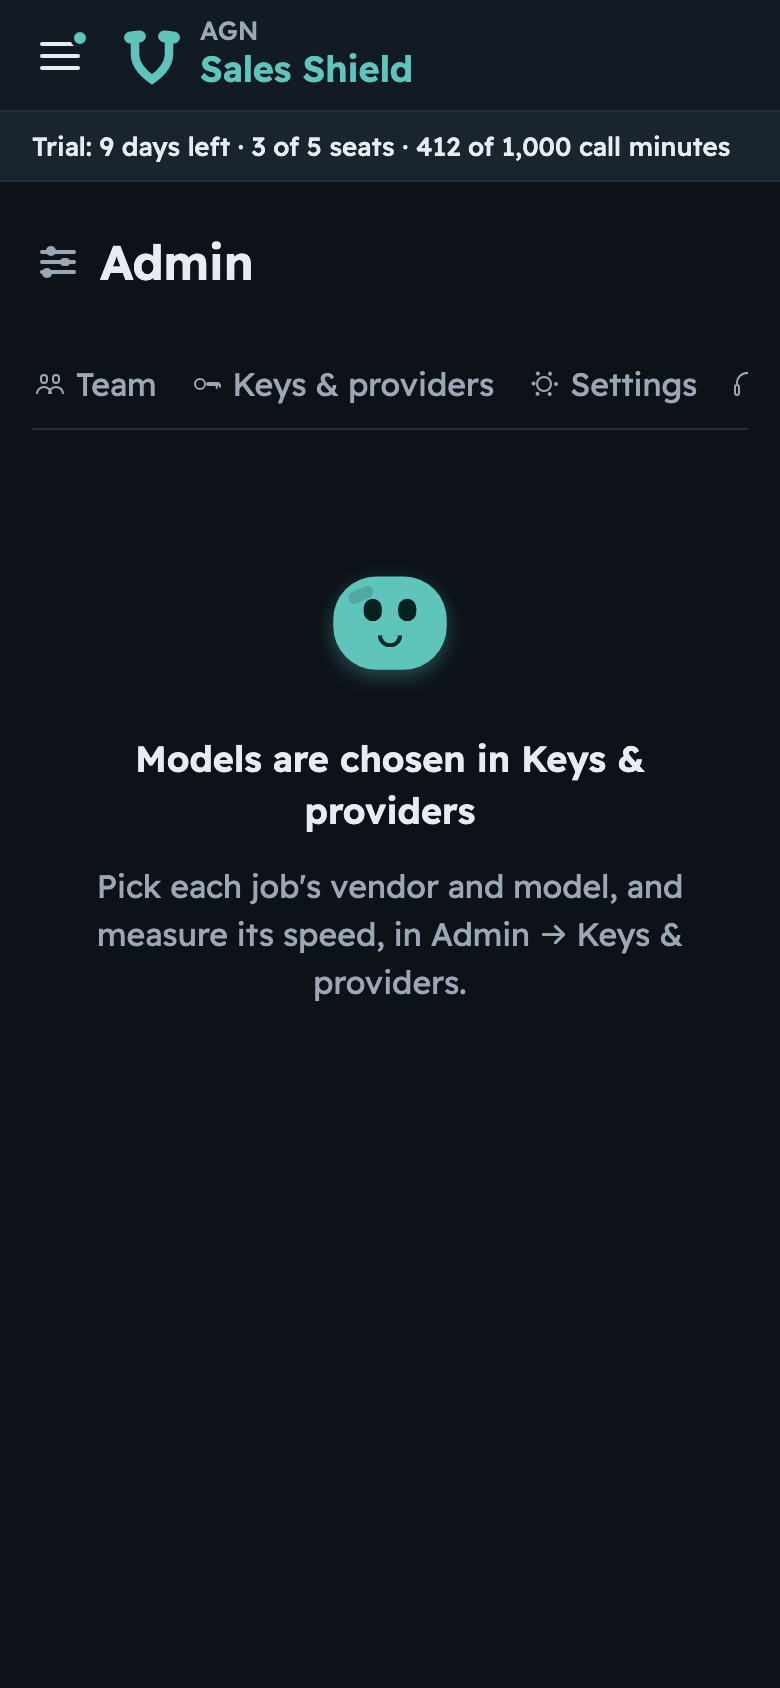 AGN
Sales Shield
Trial: 9 days left · 3 of 5 seats · 412 of 1,000 call minutes
Admin
Team
Keys & providers
Settings
Models are chosen in Keys &
providers
Pick each job's vendor and model, and
measure its speed, in Admin → Keys &
providers.